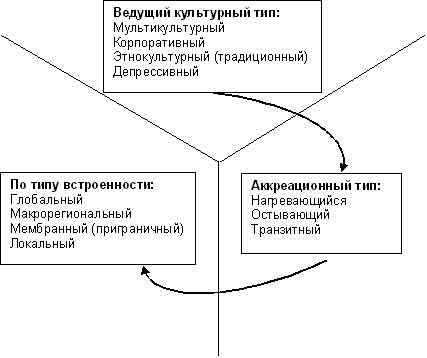 Ведущий культурный тип:
Мультикультурный
Корпоративный
Этнокультурный (традиционный)
Депрессивный
По типу встроенности:
Глобальный
Макрорегиональный
Мембранный (приграничный)
Локальный
Аккреационный тип:
Нагревающийся
Остывающий
Транзитный